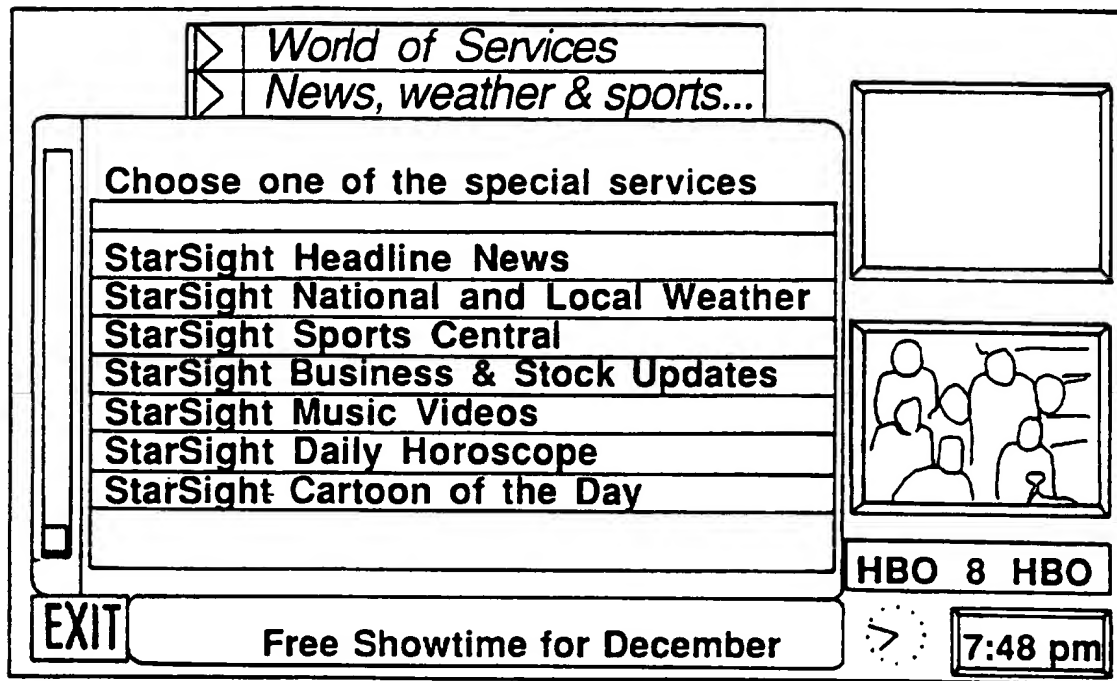 World of Services
News, weather & sports...
Choose one of the special services
StarSight Headline News
StarSight National and Local Weather
StarSight Sports Central
StarSight Business & Stock Updates
StarSight Music Videos
StarSight Daily Horoscope
StarSight Cartoon of the Day
HBO 8 HBO
EXIT
Free Showtime for December
7:48 pm